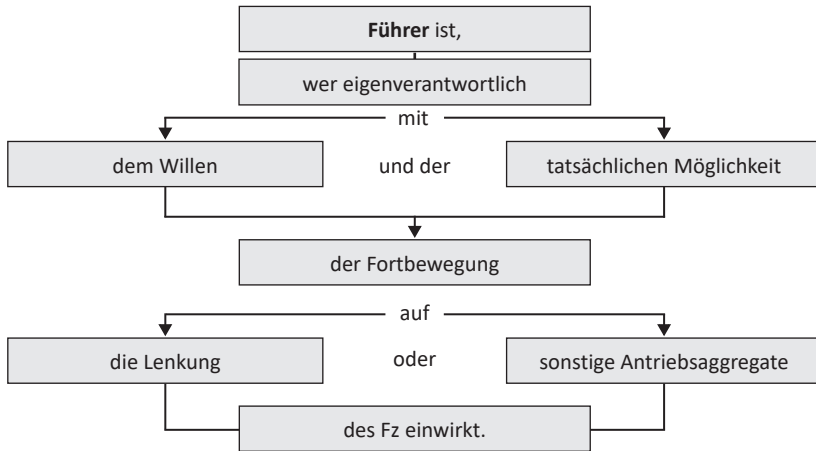 Führer ist,
wer eigenverantwortlich
mit
dem Willen und der tatsächlichen Möglichkeit
der Fortbewegung
auf
die Lenkung oder sonstige Antriebsaggregate
des Fz einwirkt.